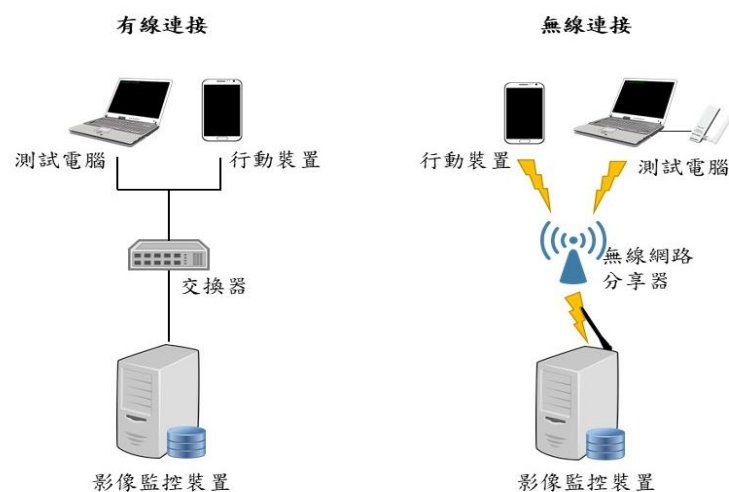 有線連接
測試電腦
行動裝置
交換器
影像監控裝置
無線連接
行動裝置
測試電腦
無線網路
分享器
影像監控裝置